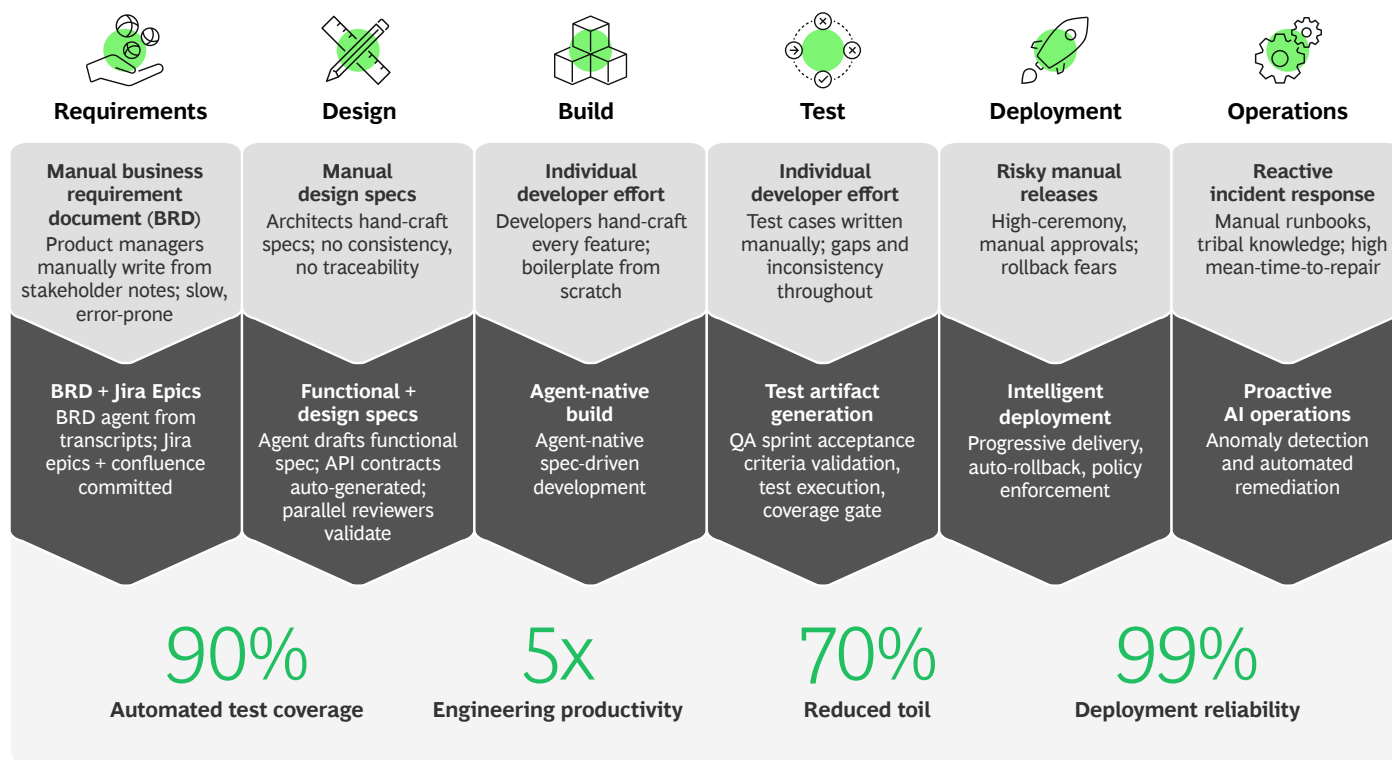 Requirements
Design
Build
Test
Deployment
Operations
Manual business
requirement
document (BRD)
Product managers
manually write from
stakeholder notes; slow,
error-prone
Manual
design specs
Architects hand-craft
specs; no consistency,
no traceability
Individual
developer effort
Developers hand-craft
every feature;
boilerplate from
scratch
Individual
developer effort
Test cases written
manually; gaps and
inconsistency
throughout
Risky manual
releases
High-ceremony,
manual approvals;
rollback fears
Reactive
incident response
Manual runbooks,
tribal knowledge; high
mean-time-to-repair
BRD + Jira Epics
BRD agent from
transcripts; Jira
epics + confluence
committed
Functional +
design specs
Agent drafts functional
spec; API contracts
auto-generated;
parallel reviewers
validate
Agent-native
build
Agent-native
spec-driven
development
Test artifact
generation
QA sprint acceptance
criteria validation,
test execution,
coverage gate
Intelligent
deployment
Progressive delivery,
auto-rollback, policy
enforcement
Proactive
AI operations
Anomaly detection
and automated
remediation
90%
Automated test coverage
5x
Engineering productivity
70%
Reduced toil
99%
Deployment reliability